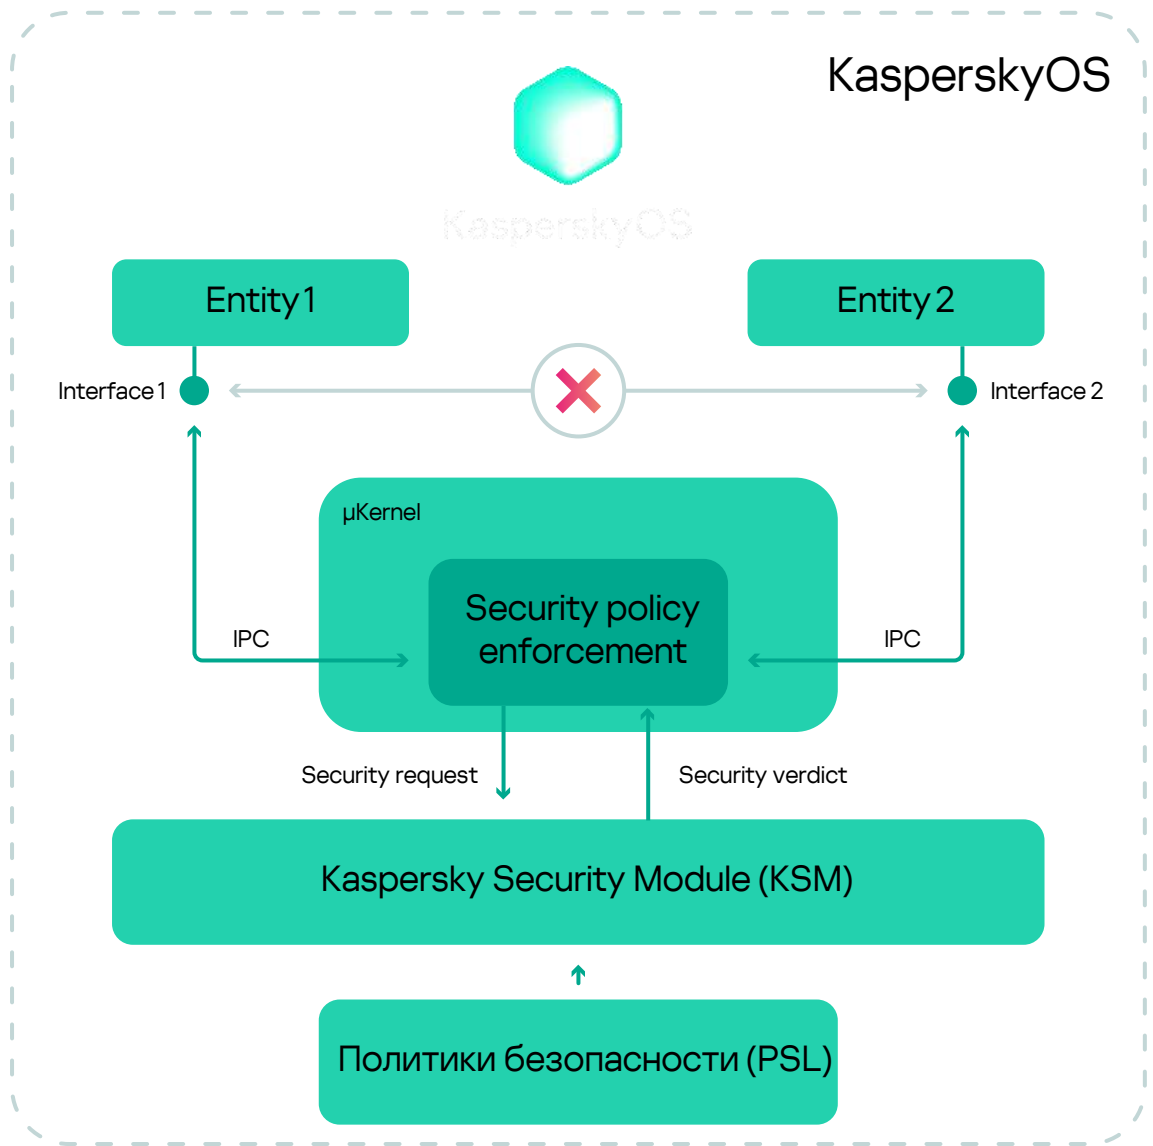 KasperskyOS
KasperskyOS
Entity 1
Entity 2
Interface 1
Interface 2
µKernel
Security policy
enforcement
IPC
IPC
Security request
Security verdict
Kaspersky Security Module (KSM)
Политики безопасности (PSL)